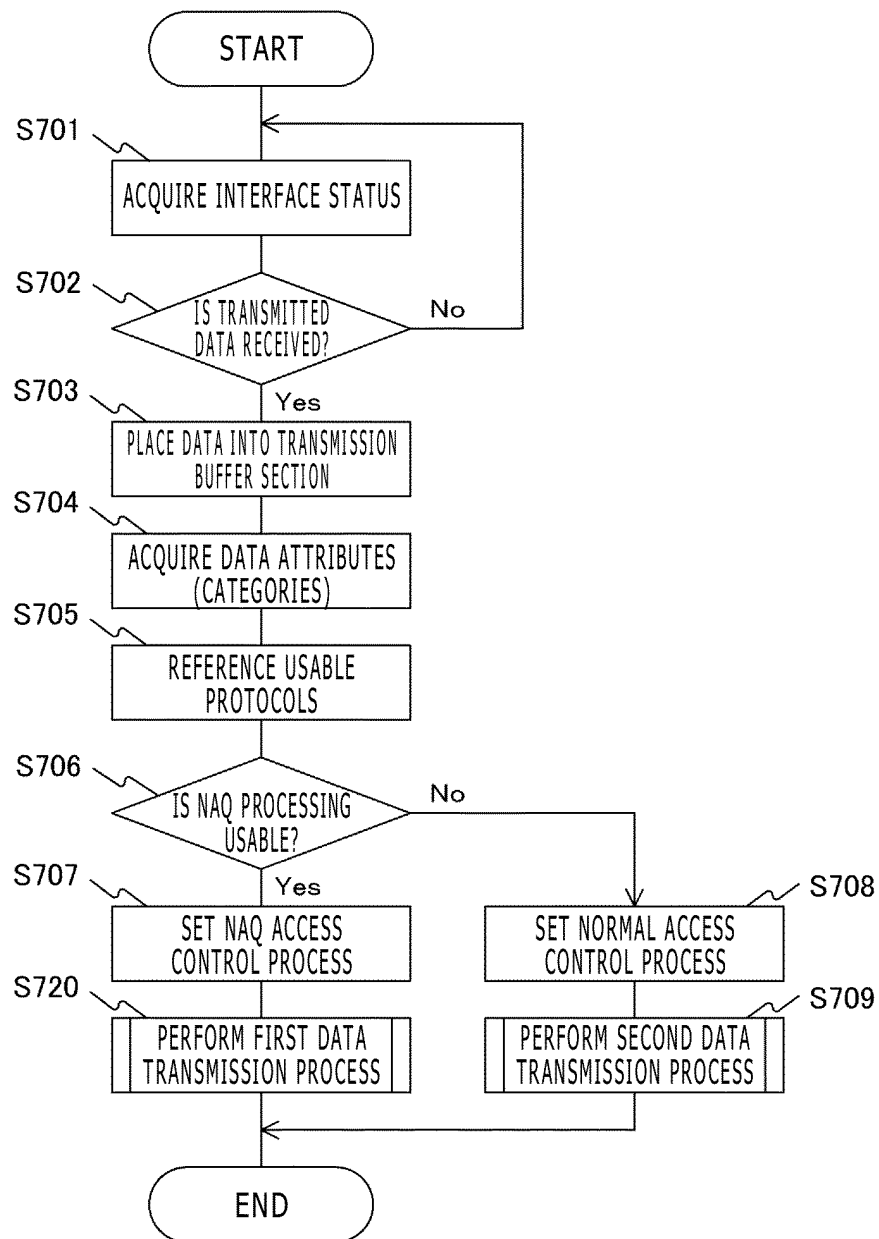 START
S701
ACQUIRE INTERFACE STATUS
S702
IS TRANSMITTED
DATA RECEIVED?
No
Yes
S703
PLACE DATA INTO TRANSMISSION
BUFFER SECTION
S704
ACQUIRE DATA ATTRIBUTES
(CATEGORIES)
S705
REFERENCE USABLE
PROTOCOLS
S706
IS NAQ PROCESSING
USABLE?
No
Yes
S707
SET NAQ ACCESS
CONTROL PROCESS
S708
SET NORMAL ACCESS
CONTROL PROCESS
S720
PERFORM FIRST DATA
TRANSMISSION PROCESS
S709
PERFORM SECOND DATA
TRANSMISSION PROCESS
END